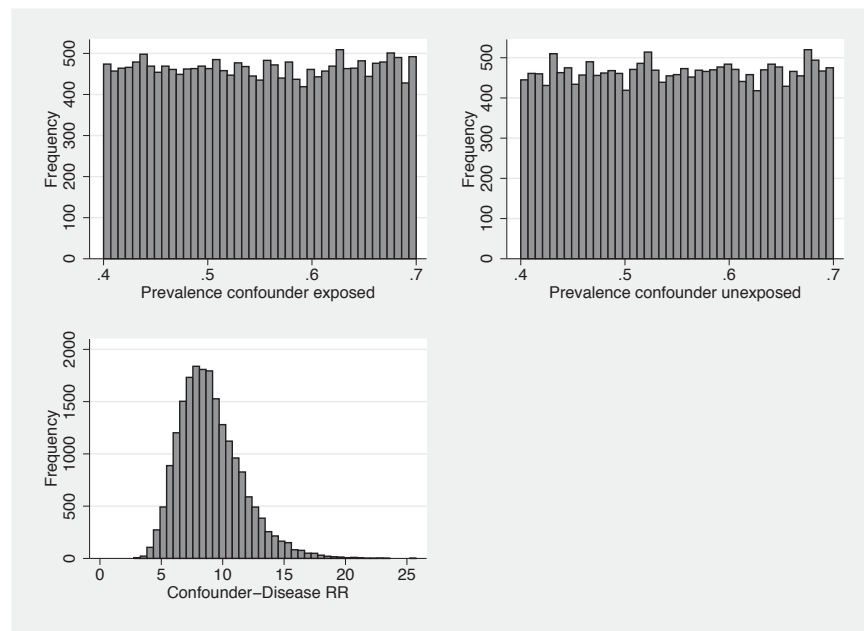 Frequency
500
400
300
200
100
0
.4 .5 .6 .7
Prevalence confounder exposed
Frequency
500
400
300
200
100
0
.4 .5 .6 .7
Prevalence confounder unexposed
Frequency
2000
1500
1000
500
0
0 5 10 15 20 25
Confounder–Disease RR